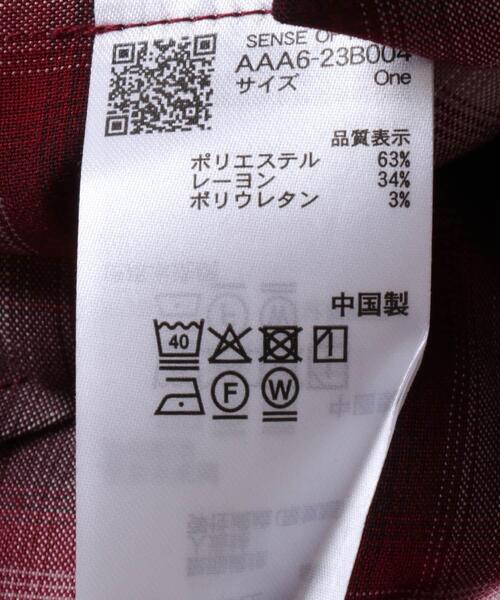 SENSE OF
AAA6-23B004
サイズ One
品質表示
ポリエステル 63%
レーヨン 34%
ポリウレタン 3%
中国製
40
F W